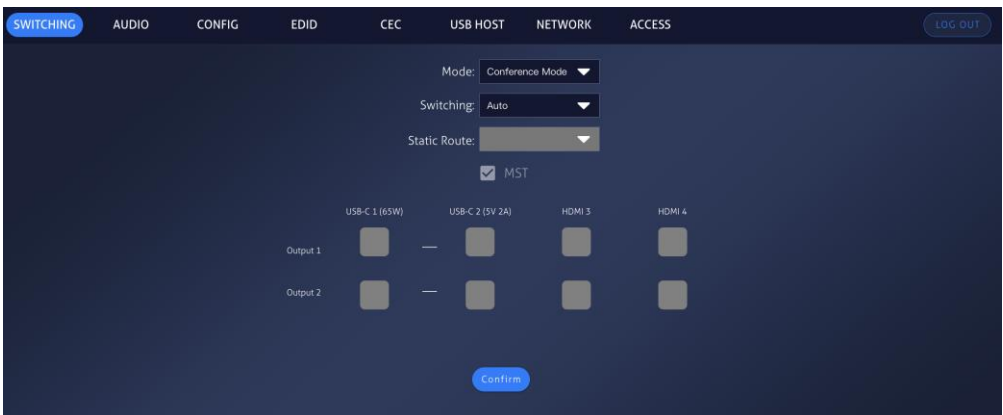 SWITCHING AUDIO CONFIG EDID CEC USB HOST NETWORK ACCESS LOG OUT
Mode: Conference Mode
Switching: Auto
Static Route:
MST
USB-C 1 (65W) USB-C 2 (5V 2A) HDMI 3 HDMI 4
Output 1 —
Output 2 —
Confirm